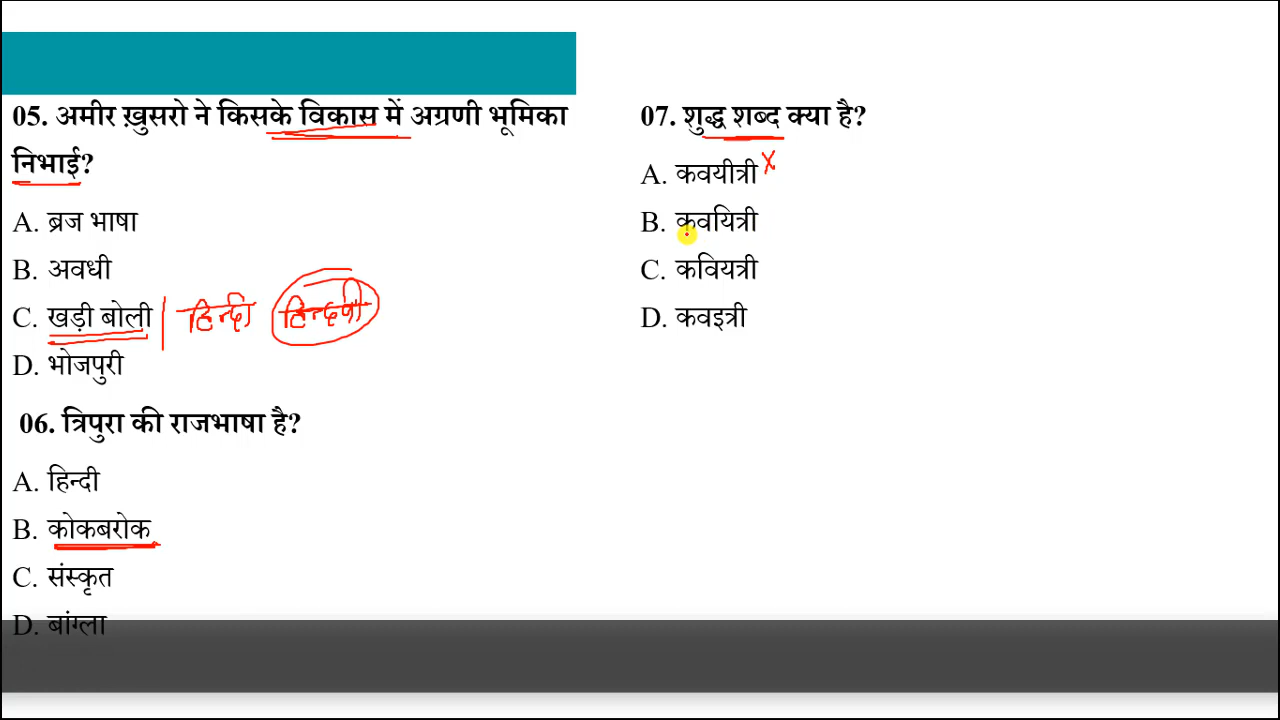 05. अमीर ख़ुसरो ने किसके विकास में अग्रणी भूमिका
निभाई?
A. ब्रज भाषा
B. अवधी
C. खड़ी बोली | हिन्दी हिन्दवी
D. भोजपुरी
06. त्रिपुरा की राजभाषा है?
A. हिन्दी
B. कोकबरोक
C. संस्कृत
D. बांग्ला
07. शुद्ध शब्द क्या है?
A. कवयीत्री x
B. कवयित्री
C. कवियत्री
D. कवइत्री